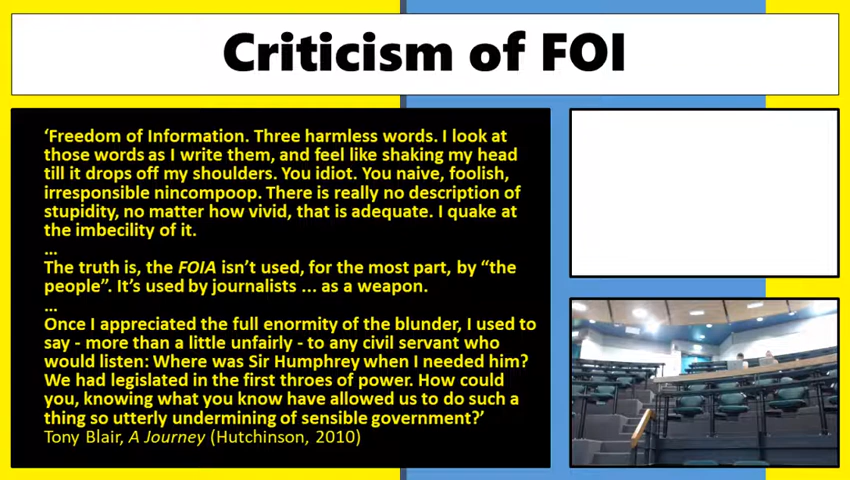 Criticism of FOI
‘Freedom of Information. Three harmless words. I look at
those words as I write them, and feel like shaking my head
till it drops off my shoulders. You idiot. You naive, foolish,
irresponsible nincompoop. There is really no description of
stupidity, no matter how vivid, that is adequate. I quake at
the imbecility of it.
...
The truth is, the FOIA isn’t used, for the most part, by “the
people”. It’s used by journalists ... as a weapon.
...
Once I appreciated the full enormity of the blunder, I used to
say - more than a little unfairly - to any civil servant who
would listen: Where was Sir Humphrey when I needed him?
We had legislated in the first throes of power. How could
you, knowing what you know have allowed us to do such a
thing so utterly undermining of sensible government?’
Tony Blair, A Journey (Hutchinson, 2010)